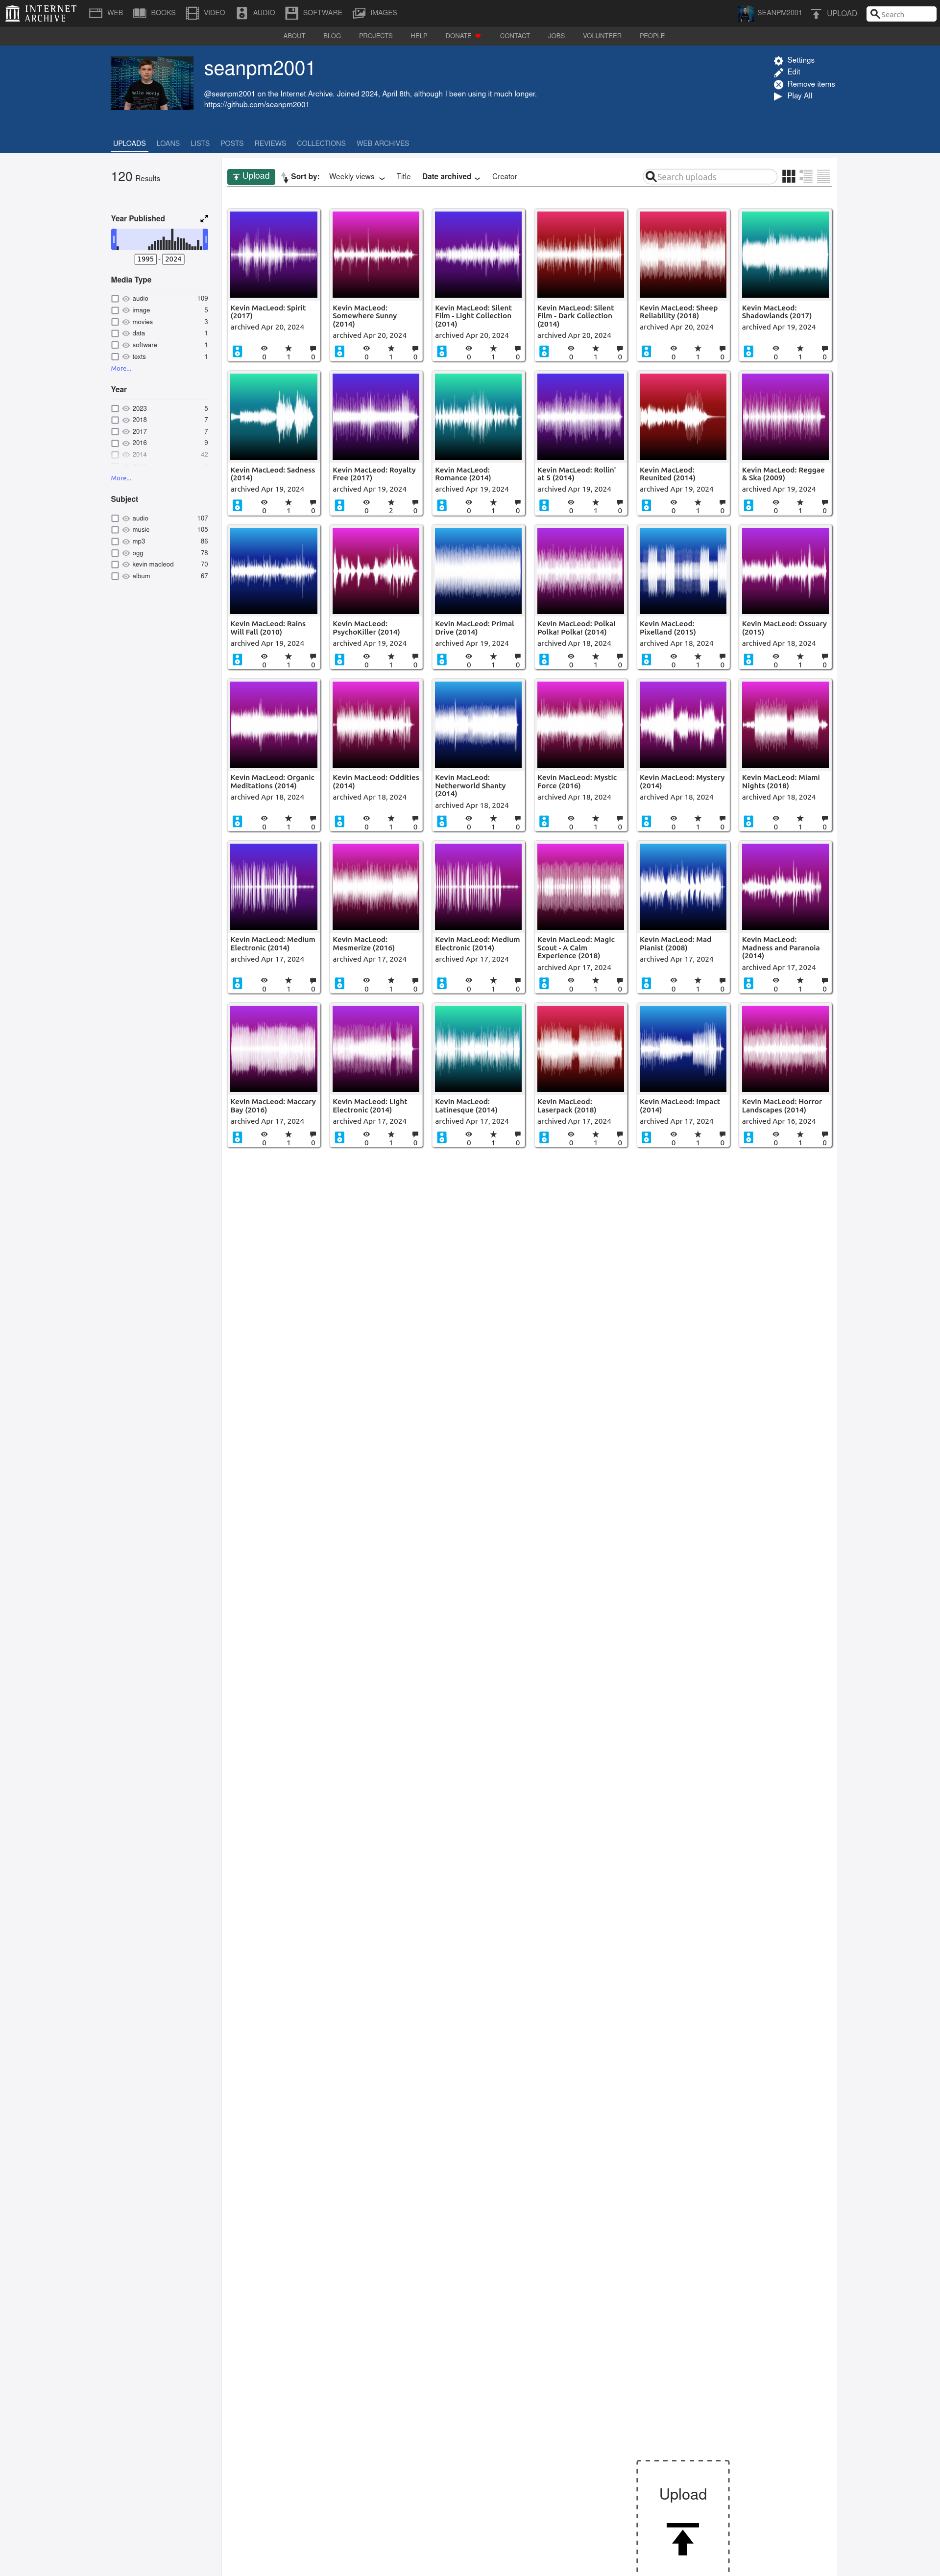 INTERNET ARCHIVE
WEB BOOKS VIDEO AUDIO SOFTWARE IMAGES
SEANPM2001 UPLOAD Search
ABOUT BLOG PROJECTS HELP DONATE CONTACT JOBS VOLUNTEER PEOPLE
seanpm2001
@seanpm2001 on the Internet Archive. Joined 2024, April 8th, although I been using it much longer.
https://github.com/seanpm2001
Settings
Edit
Remove items
Play All
UPLOADS LOANS LISTS POSTS REVIEWS COLLECTIONS WEB ARCHIVES
120 Results
Year Published
1995 - 2024
Media Type
audio 109
image 5
movies 3
data 1
software 1
texts 1
More...
Year
2023 5
2018 7
2017 7
2016 9
2014 42
More...
Subject
audio 107
music 105
mp3 86
ogg 78
kevin macleod 70
album 67
Upload Sort by: Weekly views Title Date archived Creator Search uploads
Kevin MacLeod: Spirit
(2017)
archived Apr 20, 2024
0 1 0
Kevin MacLeod:
Somewhere Sunny
(2014)
archived Apr 20, 2024
0 1 0
Kevin MacLeod: Silent
Film - Light Collection
(2014)
archived Apr 20, 2024
0 1 0
Kevin MacLeod: Silent
Film - Dark Collection
(2014)
archived Apr 20, 2024
0 1 0
Kevin MacLeod: Sheep
Reliability (2018)
archived Apr 20, 2024
0 1 0
Kevin MacLeod:
Shadowlands (2017)
archived Apr 19, 2024
0 1 0
Kevin MacLeod: Sadness
(2014)
archived Apr 19, 2024
0 1 0
Kevin MacLeod: Royalty
Free (2017)
archived Apr 19, 2024
0 2 0
Kevin MacLeod:
Romance (2014)
archived Apr 19, 2024
0 1 0
Kevin MacLeod: Rollin'
at 5 (2014)
archived Apr 19, 2024
0 1 0
Kevin MacLeod:
Reunited (2014)
archived Apr 19, 2024
0 1 0
Kevin MacLeod: Reggae
& Ska (2009)
archived Apr 19, 2024
0 1 0
Kevin MacLeod: Rains
Will Fall (2010)
archived Apr 19, 2024
0 1 0
Kevin MacLeod:
PsychoKiller (2014)
archived Apr 19, 2024
0 1 0
Kevin MacLeod: Primal
Drive (2014)
archived Apr 19, 2024
0 1 0
Kevin MacLeod: Polka!
Polka! Polka! (2014)
archived Apr 18, 2024
0 1 0
Kevin MacLeod:
Pixelland (2015)
archived Apr 18, 2024
0 1 0
Kevin MacLeod: Ossuary
(2015)
archived Apr 18, 2024
0 1 0
Kevin MacLeod: Organic
Meditations (2014)
archived Apr 18, 2024
0 1 0
Kevin MacLeod: Oddities
(2014)
archived Apr 18, 2024
0 1 0
Kevin MacLeod:
Netherworld Shanty
(2014)
archived Apr 18, 2024
0 1 0
Kevin MacLeod: Mystic
Force (2016)
archived Apr 18, 2024
0 1 0
Kevin MacLeod: Mystery
(2014)
archived Apr 18, 2024
0 1 0
Kevin MacLeod: Miami
Nights (2018)
archived Apr 18, 2024
0 1 0
Kevin MacLeod: Medium
Electronic (2014)
archived Apr 17, 2024
0 1 0
Kevin MacLeod:
Mesmerize (2016)
archived Apr 17, 2024
0 1 0
Kevin MacLeod: Medium
Electronic (2014)
archived Apr 17, 2024
0 1 0
Kevin MacLeod: Magic
Scout - A Calm
Experience (2018)
archived Apr 17, 2024
0 1 0
Kevin MacLeod: Mad
Pianist (2008)
archived Apr 17, 2024
0 1 0
Kevin MacLeod:
Madness and Paranoia
(2014)
archived Apr 17, 2024
0 1 0
Kevin MacLeod: Maccary
Bay (2016)
archived Apr 17, 2024
0 1 0
Kevin MacLeod: Light
Electronic (2014)
archived Apr 17, 2024
0 1 0
Kevin MacLeod:
Latinesque (2014)
archived Apr 17, 2024
0 1 0
Kevin MacLeod:
Laserpack (2018)
archived Apr 17, 2024
0 1 0
Kevin MacLeod: Impact
(2014)
archived Apr 17, 2024
0 1 0
Kevin MacLeod: Horror
Landscapes (2014)
archived Apr 16, 2024
0 1 0
Upload